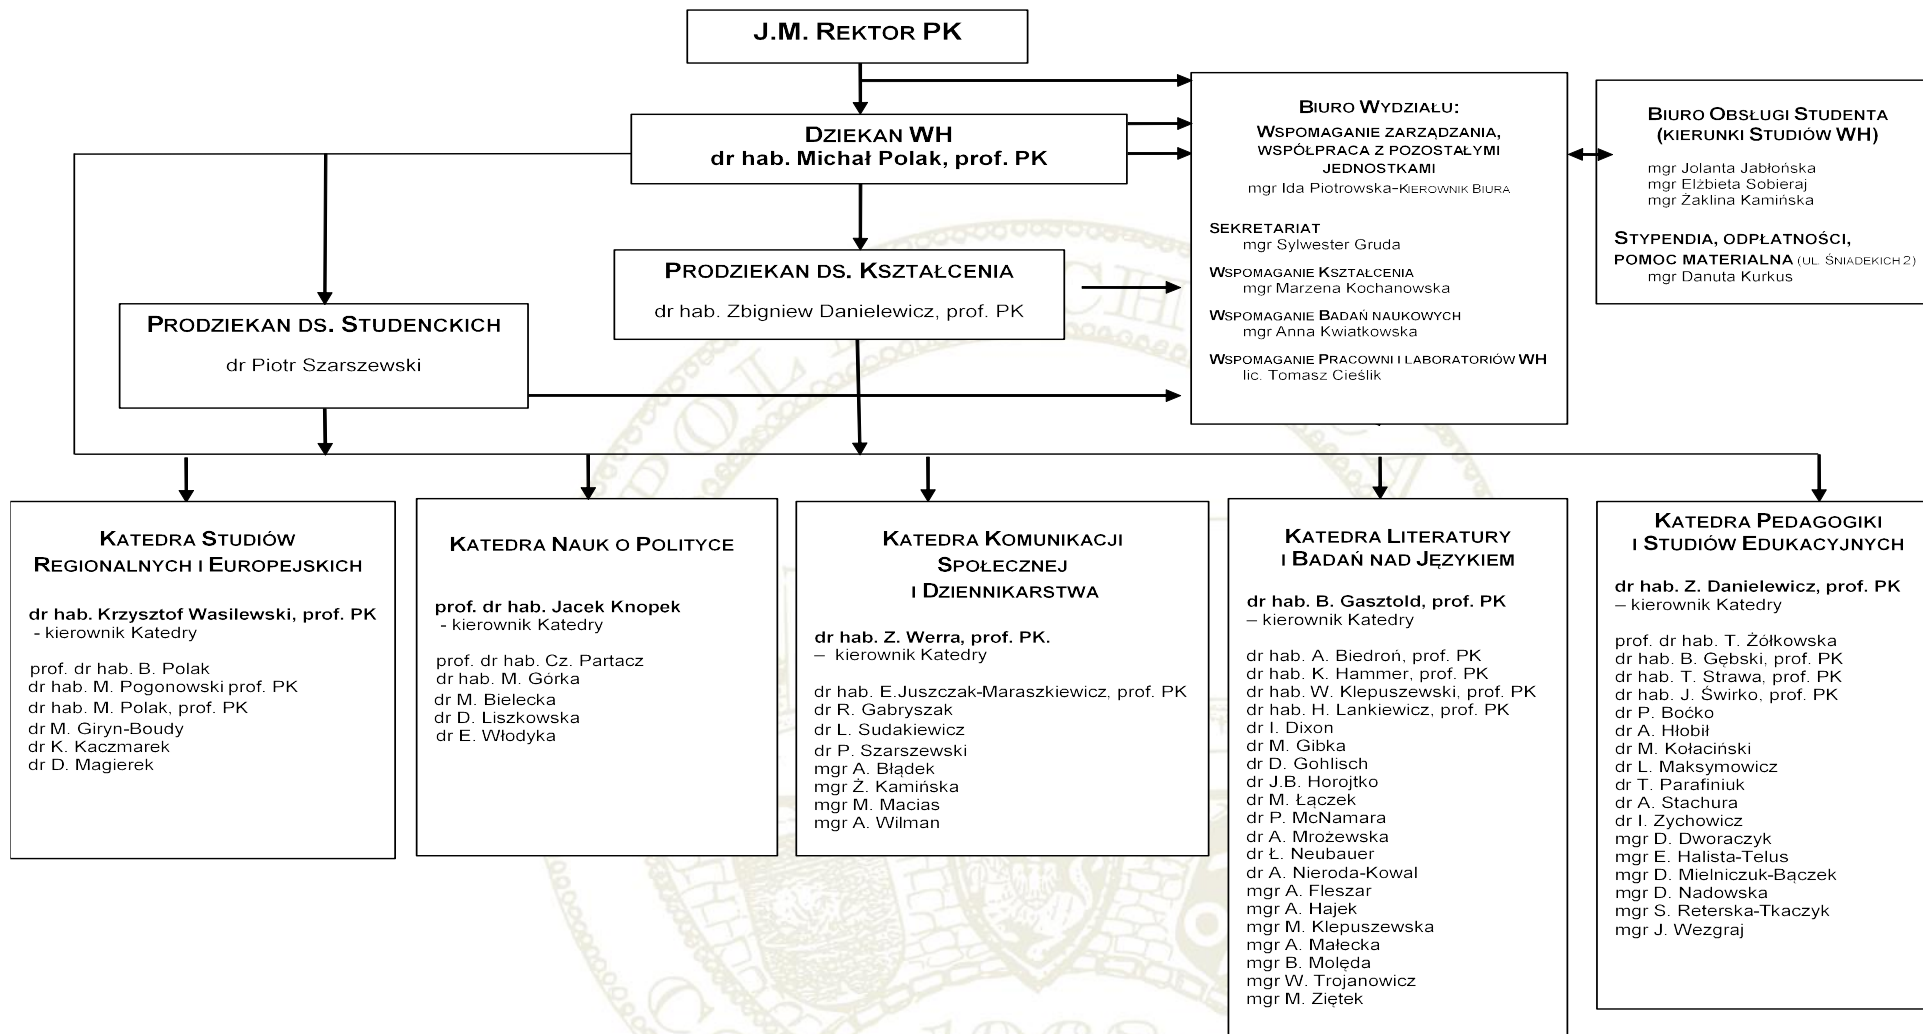 J.M. REKTOR PK
DZIEKAN WH
dr hab. Michał Polak, prof. PK
BIURO WYDZIAŁU:
WSPOMAGANIE ZARZĄDZANIA,
WSPÓŁPRACA Z POZOSTAŁYMI
JEDNOSTKAMI
mgr Ida Piotrowska-KIEROWNIK BIURA
SEKRETARIAT
mgr Sylwester Gruda
WSPOMAGANIE KSZTAŁCENIA
mgr Marzena Kochanowska
WSPOMAGANIE BADAŃ NAUKOWYCH
mgr Anna Kwiatkowska
WSPOMAGANIE PRACOWNI I LABORATORIÓW WH
lic. Tomasz Cieślik
BIURO OBSŁUGI STUDENTA
(KIERUNKI STUDIÓW WH)
mgr Jolanta Jabłońska
mgr Elżbieta Sobieraj
mgr Żaklina Kamińska
STYPENDIA, ODPŁATNOŚCI,
POMOC MATERIALNA (UL. ŚNIADEKICH 2)
mgr Danuta Kurkus
PRODZIEKAN DS. KSZTAŁCENIA
dr hab. Zbigniew Danielewicz, prof. PK
PRODZIEKAN DS. STUDENCKICH
dr Piotr Szarszewski
KATEDRA STUDIÓW
REGIONALNYCH I EUROPEJSKICH
dr hab. Krzysztof Wasilewski, prof. PK
- kierownik Katedry
prof. dr hab. B. Polak
dr hab. M. Pogonowski prof. PK
dr hab. M. Polak, prof. PK
dr M. Giryn-Boudy
dr K. Kaczmarek
dr D. Magierek
KATEDRA NAUK O POLITYCE
prof. dr hab. Jacek Knopek
- kierownik Katedry
prof. dr hab. Cz. Partacz
dr hab. M. Górka
dr M. Bielecka
dr D. Liszkowska
dr E. Włodyka
KATEDRA KOMUNIKACJI
SPOŁECZNEJ
I DZIENNIKARSTWA
dr hab. Z. Werra, prof. PK.
– kierownik Katedry
dr hab. E.Juszczak-Maraszkiewicz, prof. PK
dr R. Gabryszak
dr L. Sudakiewicz
dr P. Szarszewski
mgr A. Błądek
mgr Ż. Kamińska
mgr M. Macias
mgr A. Wilman
KATEDRA LITERATURY
I BADAŃ NAD JĘZYKIEM
dr hab. B. Gasztold, prof. PK
– kierownik Katedry
dr hab. A. Biedroń, prof. PK
dr hab. K. Hammer, prof. PK
dr hab. W. Klepuszewski, prof. PK
dr hab. H. Lankiewicz, prof. PK
dr I. Dixon
dr M. Gibka
dr D. Gohlisch
dr J.B. Horojtko
dr M. Łączek
dr P. McNamara
dr A. Mrożewska
dr Ł. Neubauer
dr A. Nieroda-Kowal
mgr A. Fleszar
mgr A. Hajek
mgr M. Klepuszewska
mgr A. Małecka
mgr B. Molęda
mgr W. Trojanowicz
mgr M. Ziętek
KATEDRA PEDAGOGIKI
I STUDIÓW EDUKACYJNYCH
dr hab. Z. Danielewicz, prof. PK
– kierownik Katedry
prof. dr hab. T. Żółkowska
dr hab. B. Gębski, prof. PK
dr hab. T. Strawa, prof. PK
dr hab. J. Świrko, prof. PK
dr P. Boćko
dr A. Hłobił
dr M. Kołaciński
dr L. Maksymowicz
dr T. Parafiniuk
dr A. Stachura
dr I. Zychowicz
mgr D. Dworaczyk
mgr E. Halista-Telus
mgr D. Mielniczuk-Bączek
mgr D. Nadowska
mgr S. Reterska-Tkaczyk
mgr J. Wezgraj